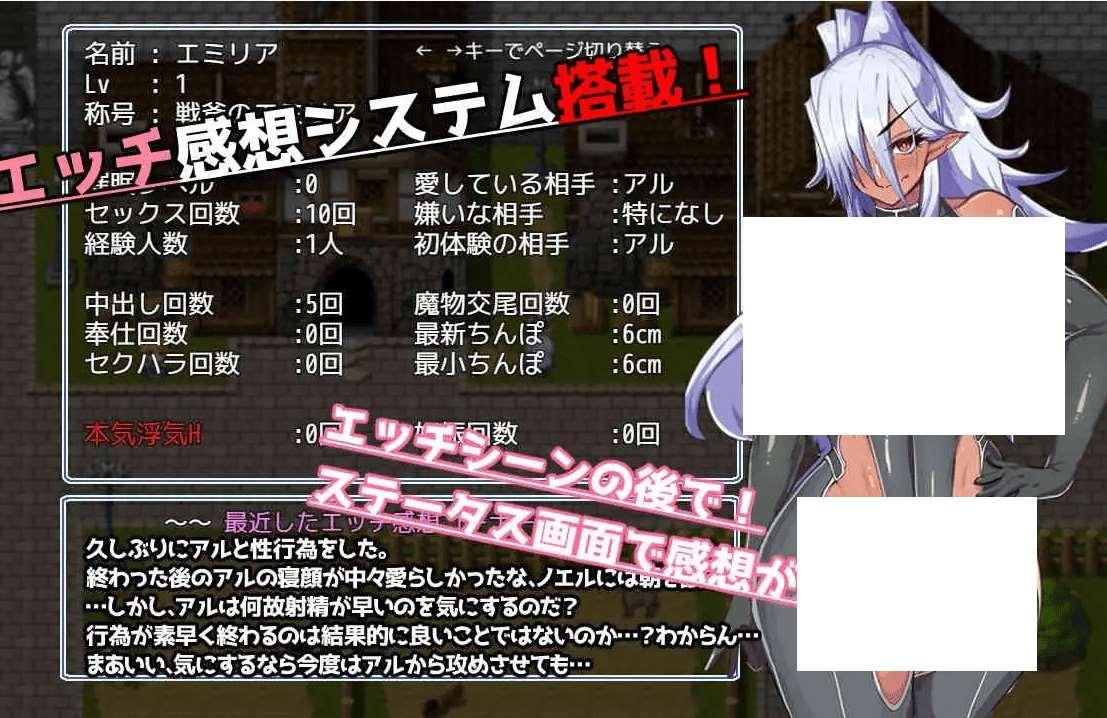 名前 : エミリア
← →キーでページ切り替え
Lv : 1
称号 : 戦斧のエミリア
エッチ感想システム搭載！
:0
愛している相手 :アル
セックス回数 :10回
嫌いな相手 :特になし
経験人数 :1人
初体験の相手 :アル
中出し回数 :5回
魔物交尾回数 :0回
奉仕回数 :0回
最新ちんぽ :6cm
セクハラ回数 :0回
最小ちんぽ :6cm
本気浮気H :0回
回数 :0回
エッチシーンの後で！
ステータス画面で感想が
～～ 最近したエッチ感想
久しぶりにアルと性行為をした。
終わった後のアルの寝顔が中々愛らしかったな、ノエルには
…しかし、アルは何故射精が早いのを気にするのだ？
行為が素早く終わるのは結果的に良いことではないのか…？わからん…
まあいい、気にするなら今度はアルから攻めさせても…